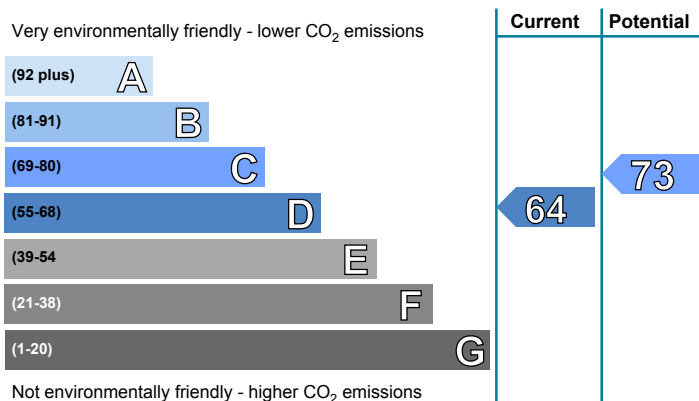 Current Potential
Very environmentally friendly - lower CO₂ emissions
(92 plus) A
(81-91) B
(69-80) C
73
(55-68) D
64
(39-54 E
(21-38) F
(1-20) G
Not environmentally friendly - higher CO₂ emissions